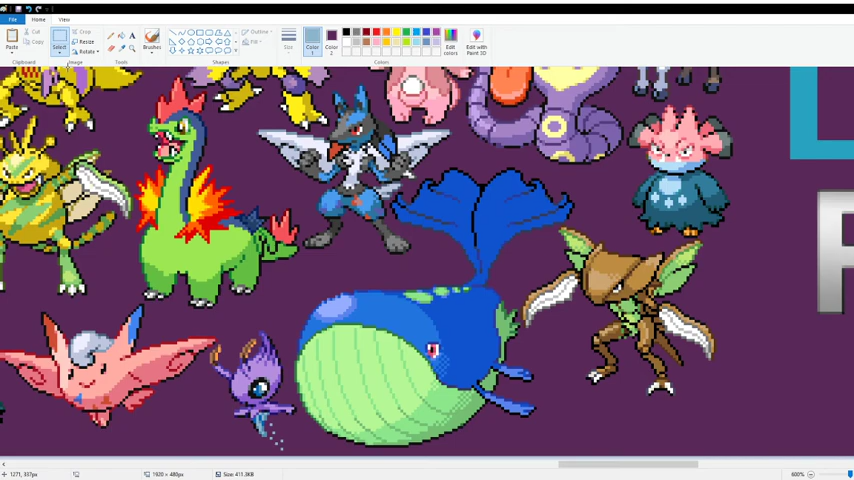 File Home View
Paste Cut Copy Select Crop Resize Rotate A Brushes Outline Fill Size Color 1 Color 2 Edit colors Edit with Paint 3D
Clipboard Image Tools Shapes Colors
1271, 337px 1920 × 480px Size: 411.3KB 600%